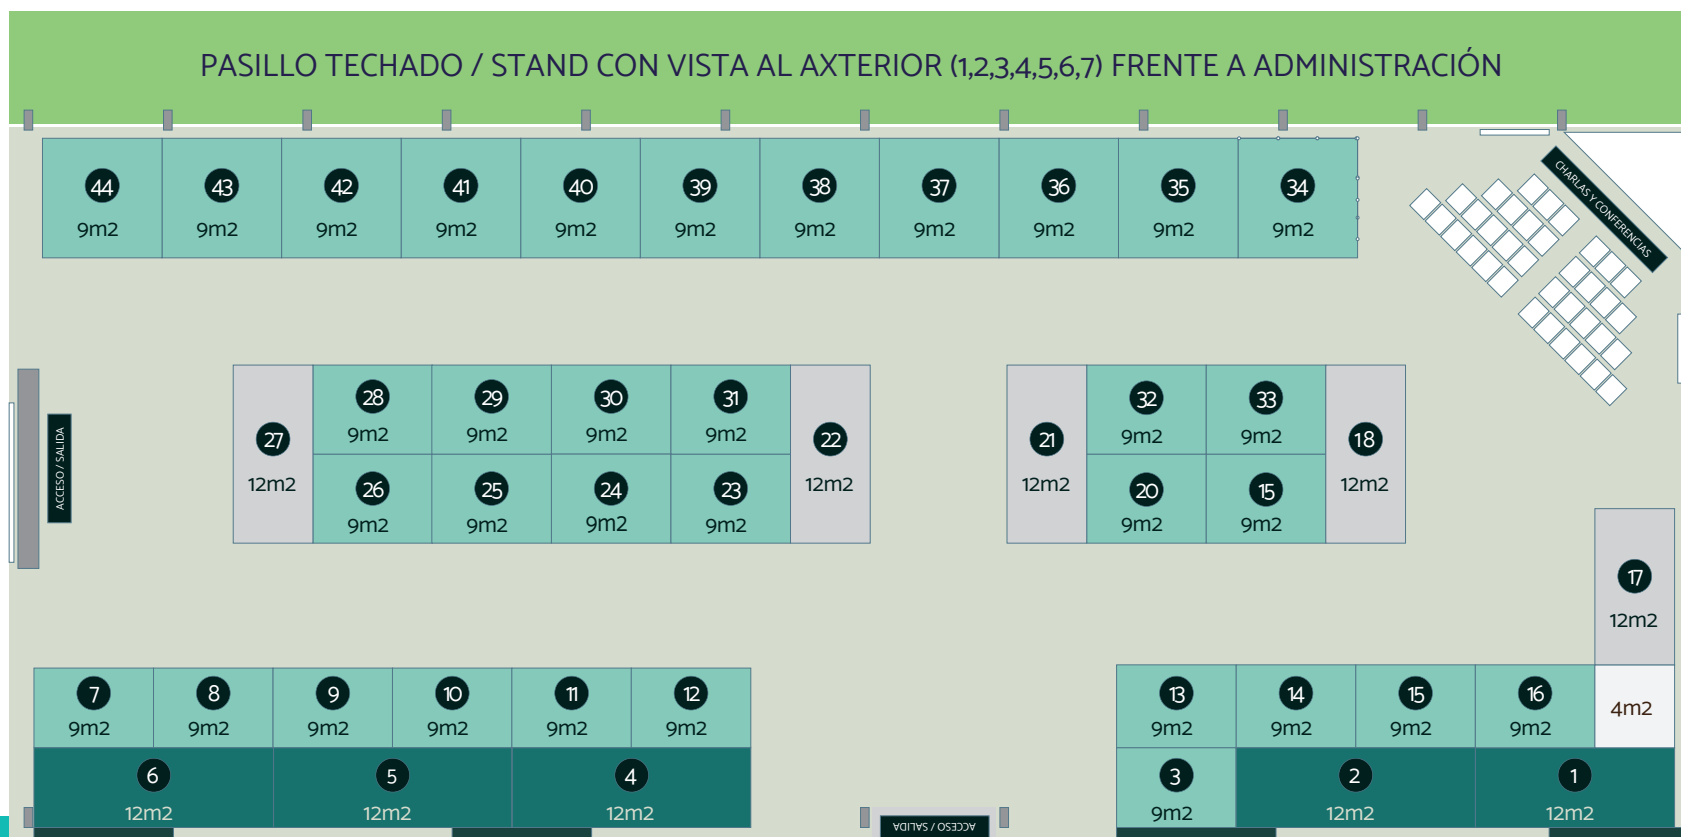 PASILLO TECHADO / STAND CON VISTA AL AXTERIOR (1,2,3,4,5,6,7) FRENTE A ADMINISTRACIÓN
44 43 42 41 40 39 38 37 36 35 34
9m2 9m2 9m2 9m2 9m2 9m2 9m2 9m2 9m2 9m2 9m2
CHARLAS Y CONFERENCIAS
28 29 30 31 32 33
9m2 9m2 9m2 9m2 9m2 9m2
27 22 21 18
12m2 12m2 12m2 12m2
ACCESO / SALIDA
26 25 24 23 20 15
9m2 9m2 9m2 9m2 9m2 9m2
17
12m2
7 8 9 10 11 12 13 14 15 16
9m2 9m2 9m2 9m2 9m2 9m2 9m2 9m2 9m2 9m2
4m2
6 5 4 3 2 1
12m2 12m2 12m2 9m2 12m2 12m2
ACCESO / SALIDA